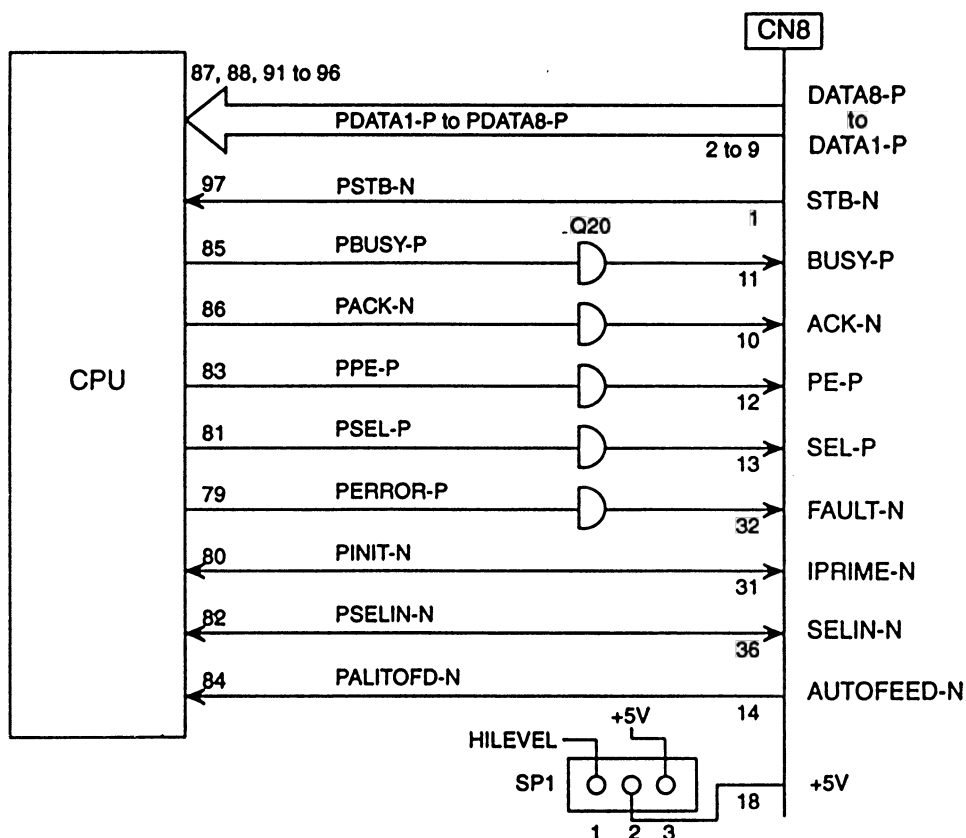 CN8
87, 88, 91 to 96
DATA8-P
PDATA1-P to PDATA8-P
to
2 to 9
DATA1-P
97
PSTB-N
1
STB-N
Q20
85
PBUSY-P
11
BUSY-P
86
PACK-N
10
ACK-N
CPU
83
PPE-P
12
PE-P
81
PSEL-P
13
SEL-P
79
PERROR-P
32
FAULT-N
80
PINIT-N
31
IPRIME-N
82
PSELIN-N
36
SELIN-N
84
PALITOFD-N
14
AUTOFEED-N
+5V
HILEVEL
SP1
18
+5V
1 2 3